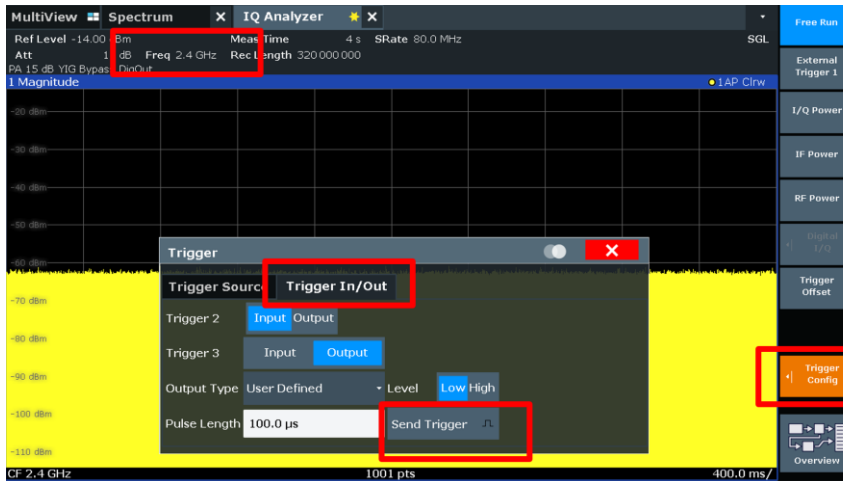 MultiView Spectrum X IQ Analyzer X
Ref Level -14.00 dBm Meas Time 4 s SRate 80.0 MHz SGL
Att dB Freq 2.4 GHz Rec Length 320 000 000
PA 15 dB YIG Bypass DigOut
1 Magnitude 1AP Clrw
-20 dBm
-30 dBm
-40 dBm
-50 dBm
-60 dBm
-70 dBm
-80 dBm
-90 dBm
-100 dBm
-110 dBm
CF 2.4 GHz 1001 pts 400.0 ms/
Trigger
Trigger Source Trigger In/Out
Trigger 2 Input Output
Trigger 3 Input Output
Output Type User Defined Level Low High
Pulse Length 100.0 µs Send Trigger
Free Run
External
Trigger 1
I/Q Power
IF Power
RF Power
Digital
I/Q
Trigger
Offset
Trigger
Config
Overview